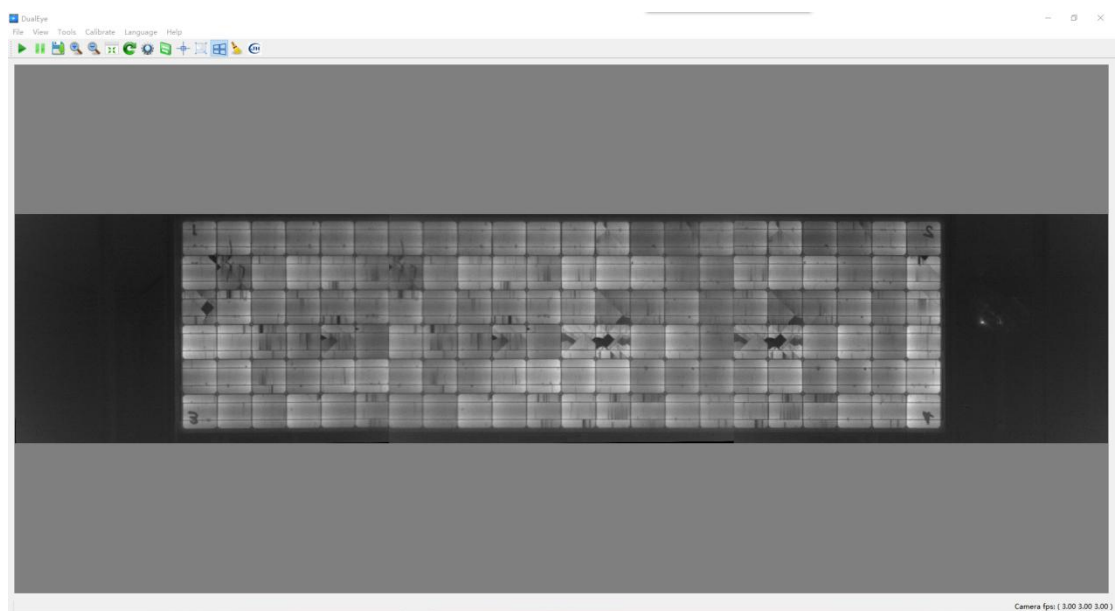 DualEye
File View Tools Calibrate Language Help
JH
1 2
3 4
Camera fps: ( 3.00 3.00 3.00 )